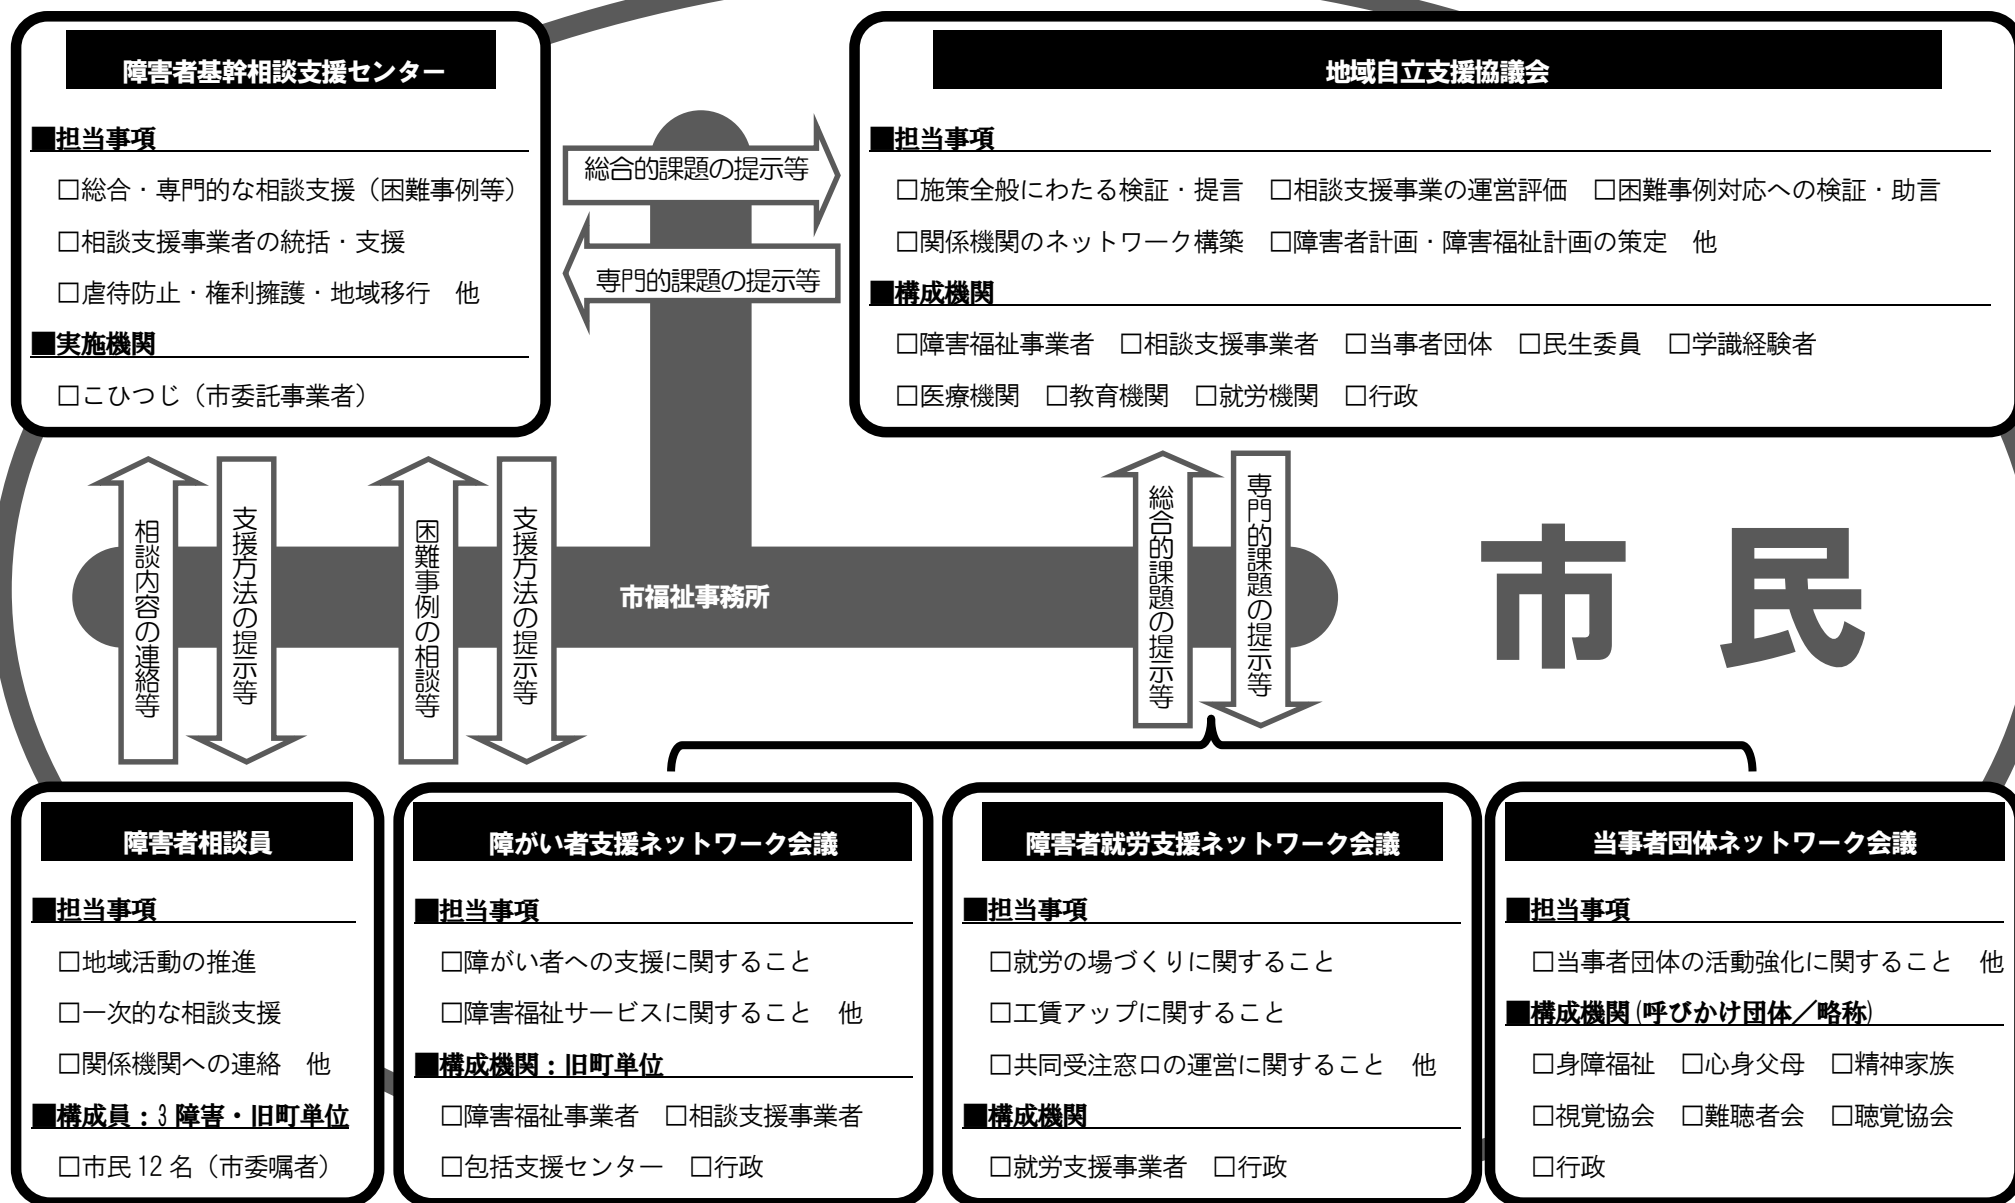 障害者基幹相談支援センター
■担当事項
□総合・専門的な相談支援（困難事例等）
□相談支援事業者の統括・支援
□虐待防止・権利擁護・地域移行　他
■実施機関
□こひつじ（市委託事業者）
総合的課題の提示等
専門的課題の提示等
地域自立支援協議会
■担当事項
□施策全般にわたる検証・提言　□相談支援事業の運営評価　□困難事例対応への検証・助言
□関係機関のネットワーク構築　□障害者計画・障害福祉計画の策定　他
■構成機関
□障害福祉事業者　□相談支援事業者　□当事者団体　□民生委員　□学識経験者
□医療機関　□教育機関　□就労機関　□行政
相談内容の連絡等
支援方法の提示等
困難事例の相談等
支援方法の提示等
市福祉事務所
総合的課題の提示等
専門的課題の提示等
市民
障害者相談員
■担当事項
□地域活動の推進
□一次的な相談支援
□関係機関への連絡　他
■構成員：3障害・旧町単位
□市民12名（市委嘱者）
障がい者支援ネットワーク会議
■担当事項
□障がい者への支援に関すること
□障害福祉サービスに関すること　他
■構成機関：旧町単位
□障害福祉事業者　□相談支援事業者
□包括支援センター　□行政
障害者就労支援ネットワーク会議
■担当事項
□就労の場づくりに関すること
□工賃アップに関すること
□共同受注窓口の運営に関すること　他
■構成機関
□就労支援事業者　□行政
当事者団体ネットワーク会議
■担当事項
□当事者団体の活動強化に関すること　他
■構成機関(呼びかけ団体／略称)
□身障福祉　□心身父母　□精神家族
□視覚協会　□難聴者会　□聴覚協会
□行政